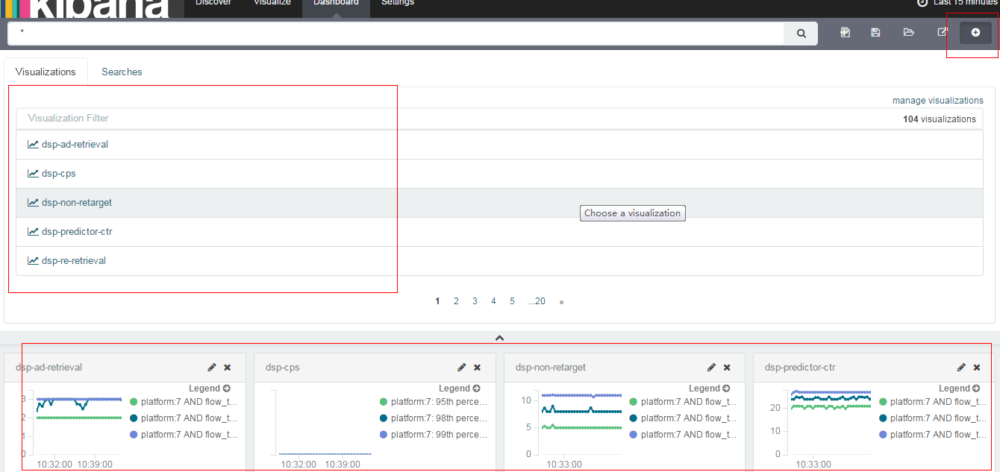 kibana
Discover Visualize Dashboard Settings Last 15 minutes
*
Visualizations Searches
manage visualizations
Visualization Filter 104 visualizations
dsp-ad-retrieval
dsp-cps
dsp-non-retarget
Choose a visualization
dsp-predictor-ctr
dsp-re-retrieval
1 2 3 4 5 ...20 »
dsp-ad-retrieval dsp-cps dsp-non-retarget dsp-predictor-ctr
Legend Legend Legend Legend
3 platform:7 AND flow_t... platform:7: 95th perce... 10 platform:7 AND flow_t... platform:7 AND flow_t...
2 platform:7 AND flow_t... platform:7: 98th perce... 5 platform:7 AND flow_t... 20 platform:7 AND flow_t...
1 platform:7 AND flow_t... platform:7: 99th perce... platform:7 AND flow_t... 10 platform:7 AND flow_t...
0 0 0
10:32:00 10:39:00 10:32:00 10:39:00 10:33:00 10:33:00